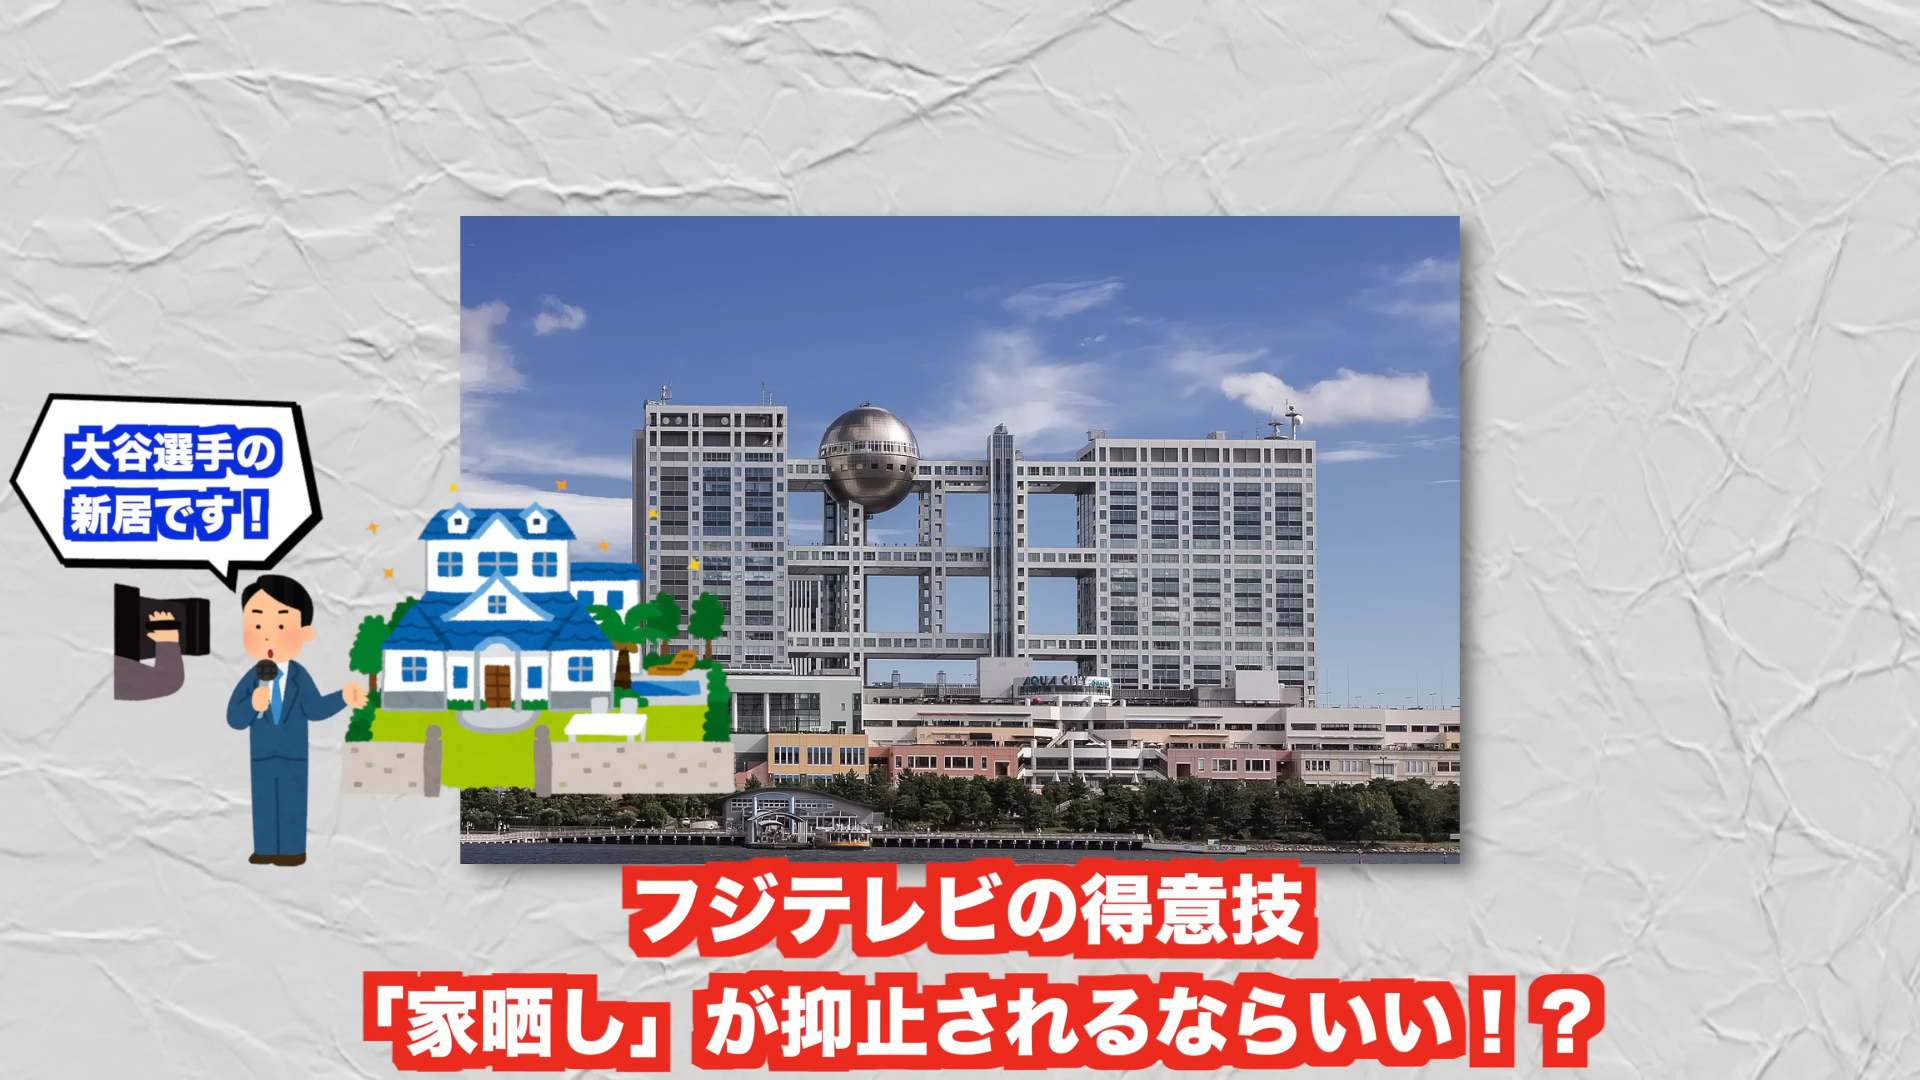 大谷選手の
新居です!
AQUA CITY
フジテレビの得意技
「家晒し」が抑止されるならいい!?